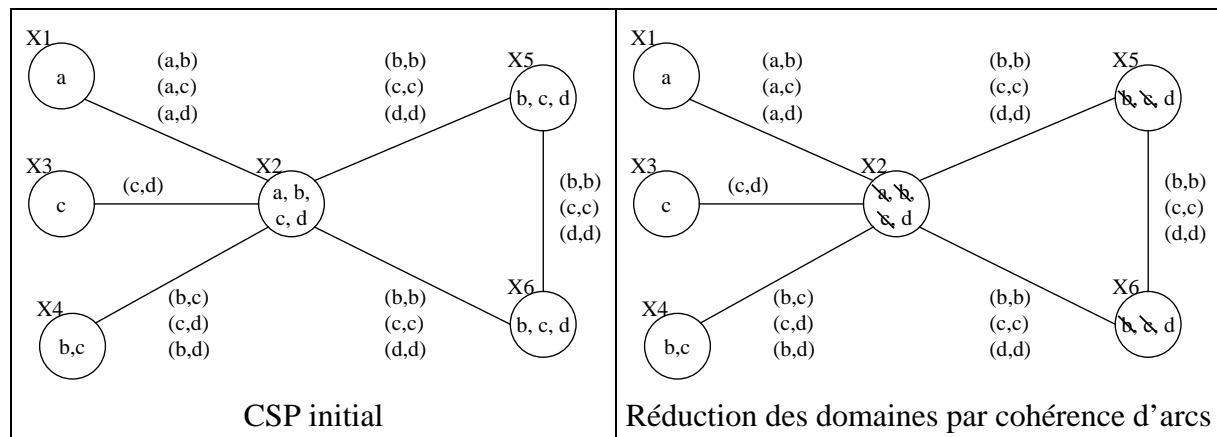 X1
a
(a,b)
(a,c)
(a,d)
(b,b)
(c,c)
(d,d)
X5
b, c, d
X3
c
(c,d)
X2
a, b,
c, d
(b,b)
(c,c)
(d,d)
X4
b,c
(b,c)
(c,d)
(b,d)
(b,b)
(c,c)
(d,d)
X6
b, c, d
CSP initial
X1
a
(a,b)
(a,c)
(a,d)
(b,b)
(c,c)
(d,d)
X5
b, c, d
X3
c
(c,d)
X2
a, b,
c, d
(b,b)
(c,c)
(d,d)
X4
b,c
(b,c)
(c,d)
(b,d)
(b,b)
(c,c)
(d,d)
X6
b, c, d
Réduction des domaines par cohérence d'arcs